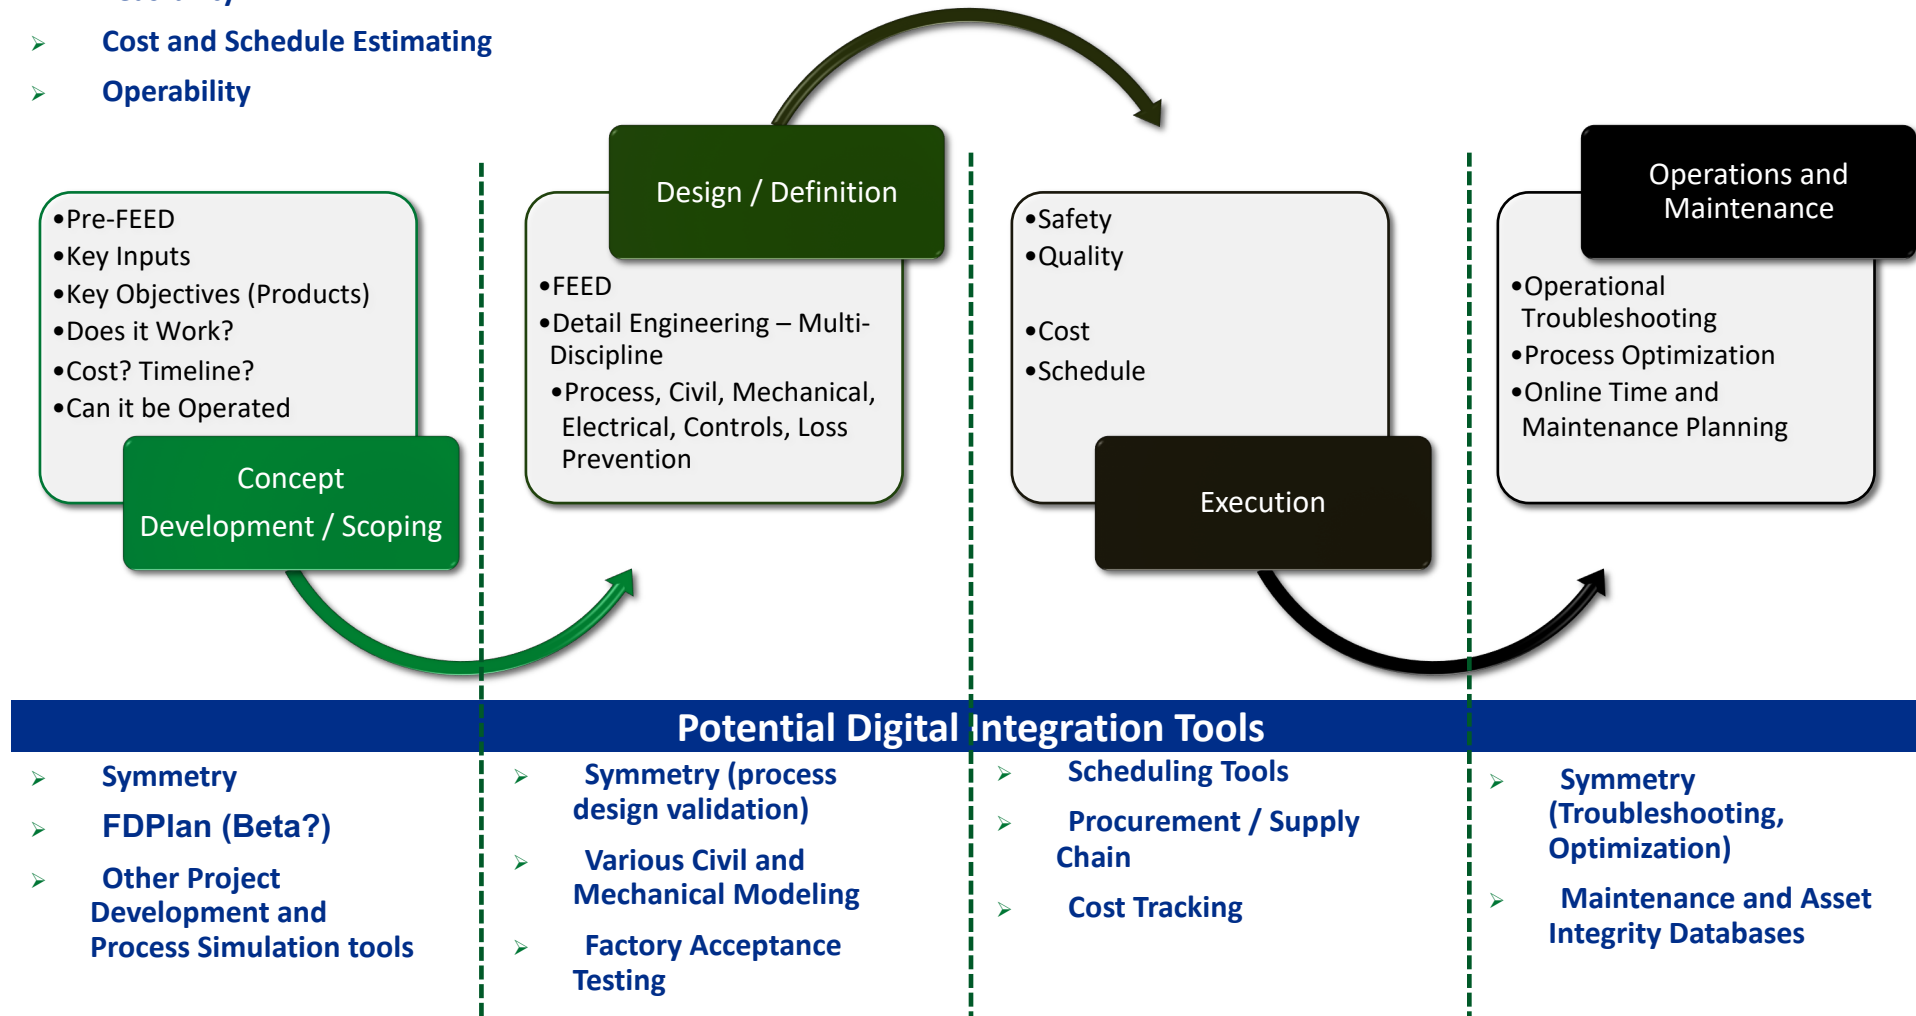 ➢ Cost and Schedule Estimating
➢ Operability
•Pre-FEED
•Key Inputs
•Key Objectives (Products)
•Does it Work?
•Cost? Timeline?
•Can it be Operated
Concept
Development / Scoping
Design / Definition
•FEED
•Detail Engineering – Multi-
Discipline
•Process, Civil, Mechanical,
Electrical, Controls, Loss
Prevention
•Safety
•Quality
•Cost
•Schedule
Execution
Operations and
Maintenance
•Operational
Troubleshooting
•Process Optimization
•Online Time and
Maintenance Planning
Potential Digital Integration Tools
➢ Symmetry
➢ FDPlan (Beta?)
➢ Other Project
Development and
Process Simulation tools
➢ Symmetry (process
design validation)
➢ Various Civil and
Mechanical Modeling
➢ Factory Acceptance
Testing
➢ Scheduling Tools
➢ Procurement / Supply
Chain
➢ Cost Tracking
➢ Symmetry
(Troubleshooting,
Optimization)
➢ Maintenance and Asset
Integrity Databases